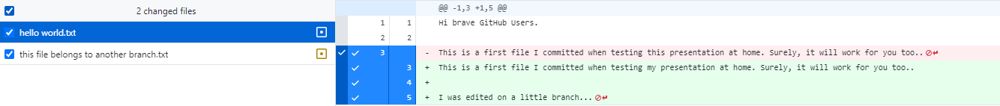 2 changed files
hello world.txt
this file belongs to another branch.txt
@@ -1,3 +1,5 @@
1 1 Hi brave GitHub Users.
2 2
3 - This is a first file I committed when testing this presentation at home. Surely, it will work for you too..
3 + This is a first file I committed when testing my presentation at home. Surely, it will work for you too..
4 +
5 + I was edited on a little branch...